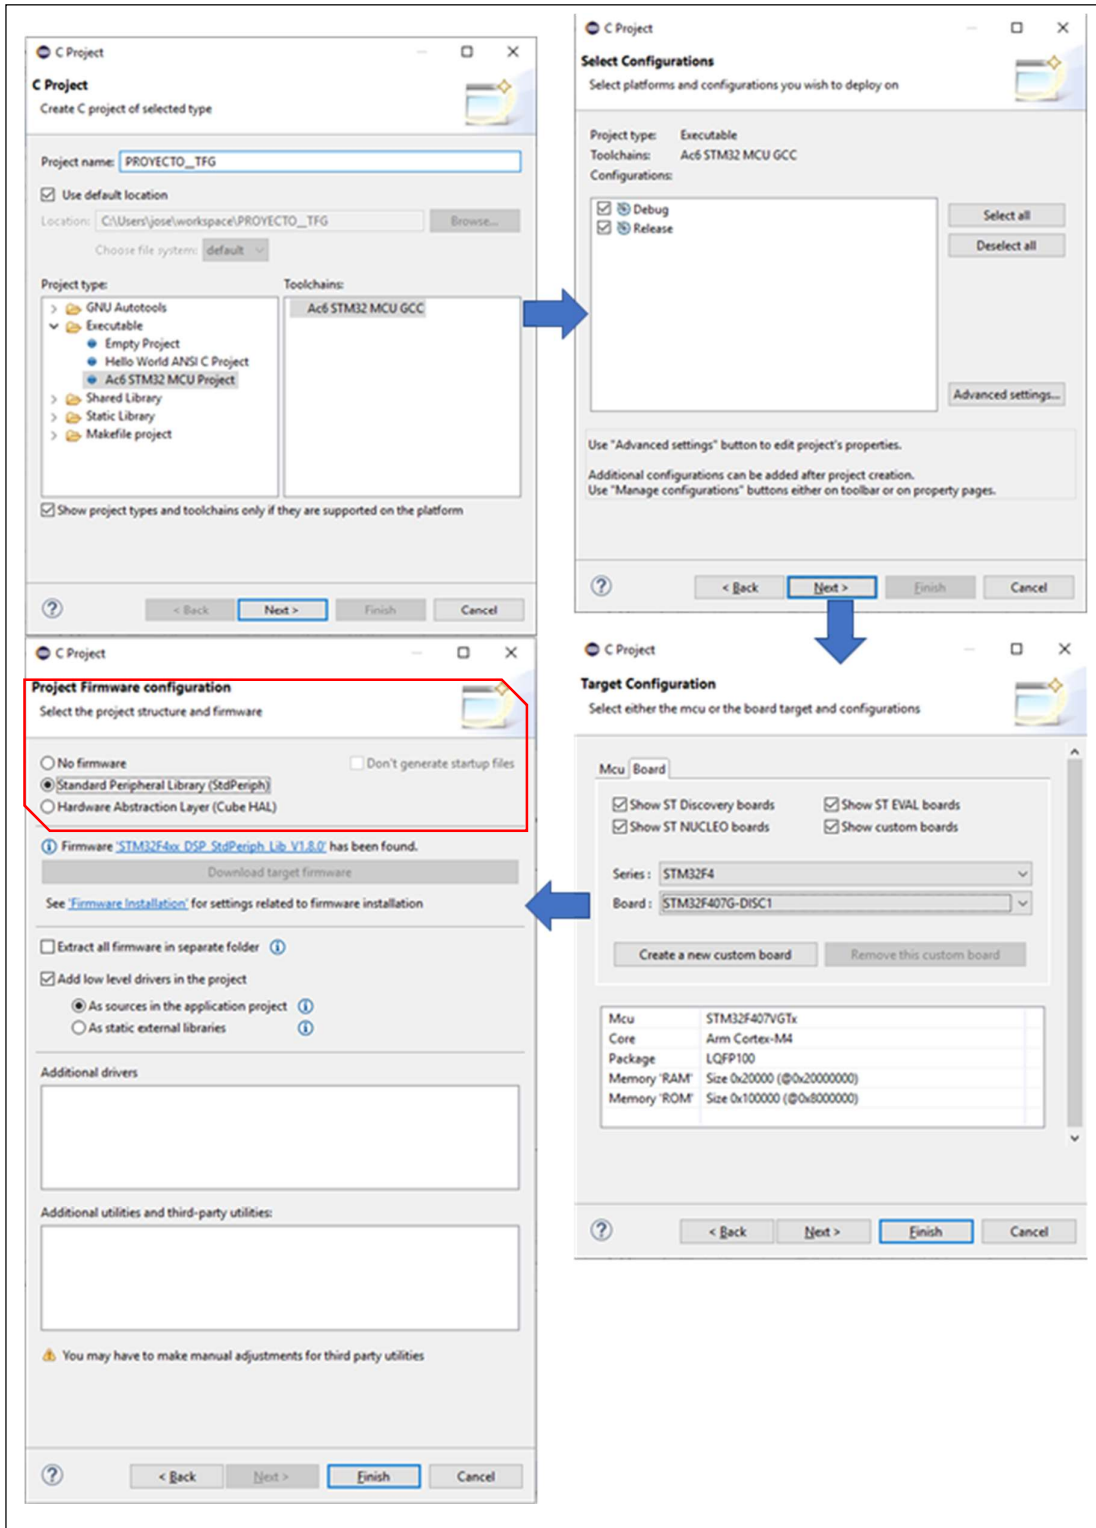 C Project
C Project
Create C project of selected type
Project name: PROYECTO__TFG
Use default location
Location: C:\Users\jose\workspace\PROYECTO__TFG Browse...
Choose file system: default
Project type: Toolchains:
GNU Autotools Ac6 STM32 MCU GCC
Executable
Empty Project
Hello World ANSI C Project
Ac6 STM32 MCU Project
Shared Library
Static Library
Makefile project
Show project types and toolchains only if they are supported on the platform
< Back Next > Finish Cancel
C Project
Select Configurations
Select platforms and configurations you wish to deploy on
Project type: Executable
Toolchains: Ac6 STM32 MCU GCC
Configurations:
Debug
Release
Select all
Deselect all
Advanced settings...
Use "Advanced settings" button to edit project's properties.
Additional configurations can be added after project creation.
Use "Manage configurations" buttons either on toolbar or on property pages.
< Back Next > Finish Cancel
C Project
Target Configuration
Select either the mcu or the board target and configurations
Mcu Board
Show ST Discovery boards Show ST EVAL boards
Show ST NUCLEO boards Show custom boards
Series : STM32F4
Board : STM32F407G-DISC1
Create a new custom board Remove this custom board
Mcu STM32F407VGTx
Core Arm Cortex-M4
Package LQFP100
Memory 'RAM' Size 0x20000 (@0x20000000)
Memory 'ROM' Size 0x100000 (@0x8000000)
< Back Next > Finish Cancel
C Project
Project Firmware configuration
Select the project structure and firmware
No firmware Don't generate startup files
Standard Peripheral Library (StdPeriph)
Hardware Abstraction Layer (Cube HAL)
Firmware 'STM32F4xx_DSP_StdPeriph_Lib_V1.8.0' has been found.
Download target firmware
See 'Firmware Installation' for settings related to firmware installation
Extract all firmware in separate folder
Add low level drivers in the project
As sources in the application project
As static external libraries
Additional drivers
Additional utilities and third-party utilities:
You may have to make manual adjustments for third party utilities
< Back Next > Finish Cancel